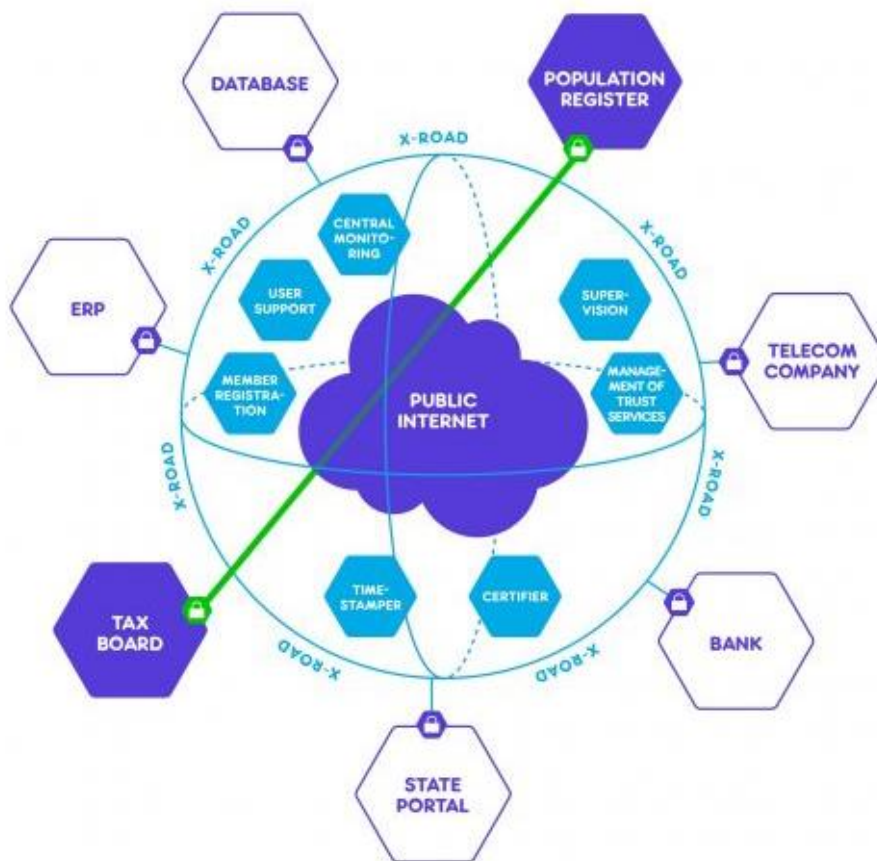 DATABASE
POPULATION
REGISTER
X-ROAD
CENTRAL
MONITO-
RING
X-ROAD
X-ROAD
USER
SUPPORT
SUPER-
VISION
ERP
TELECOM
COMPANY
MEMBER
REGISTRA-
TION
PUBLIC
INTERNET
MANAGE-
MENT OF
TRUST
SERVICES
X-ROAD
X-ROAD
TIME-
STAMPER
CERTIFIER
TAX
BOARD
BANK
X-ROAD
X-ROAD
STATE
PORTAL